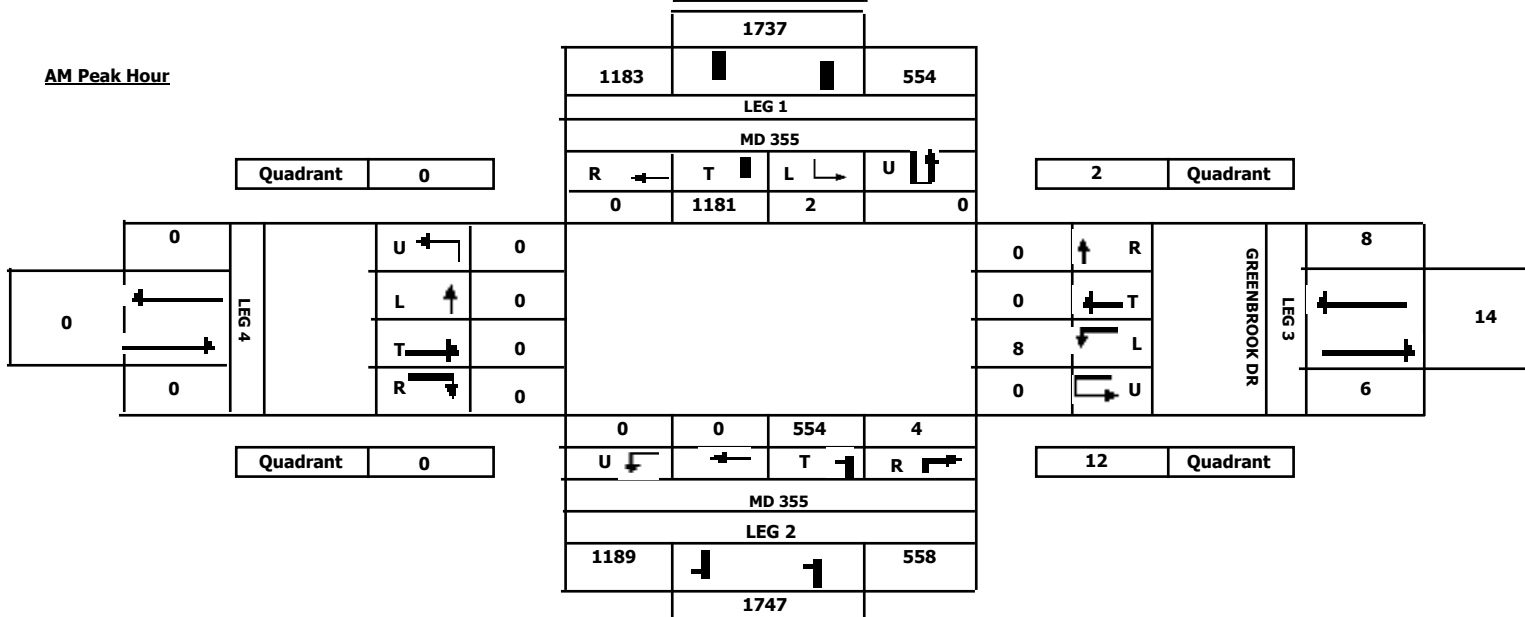 1737
AM Peak Hour
1183 554
LEG 1
MD 355
Quadrant 0
R T L U
2 Quadrant
0 1181 2 0
0 U 0
0 R 8
L 0
0 T
0 LEG 4
GREENBROOK DR LEG 3 14
T 0
8 L
0 R 0
0 U 6
0 0 554 4
Quadrant 0
U T R
12 Quadrant
MD 355
LEG 2
1189 558
1747